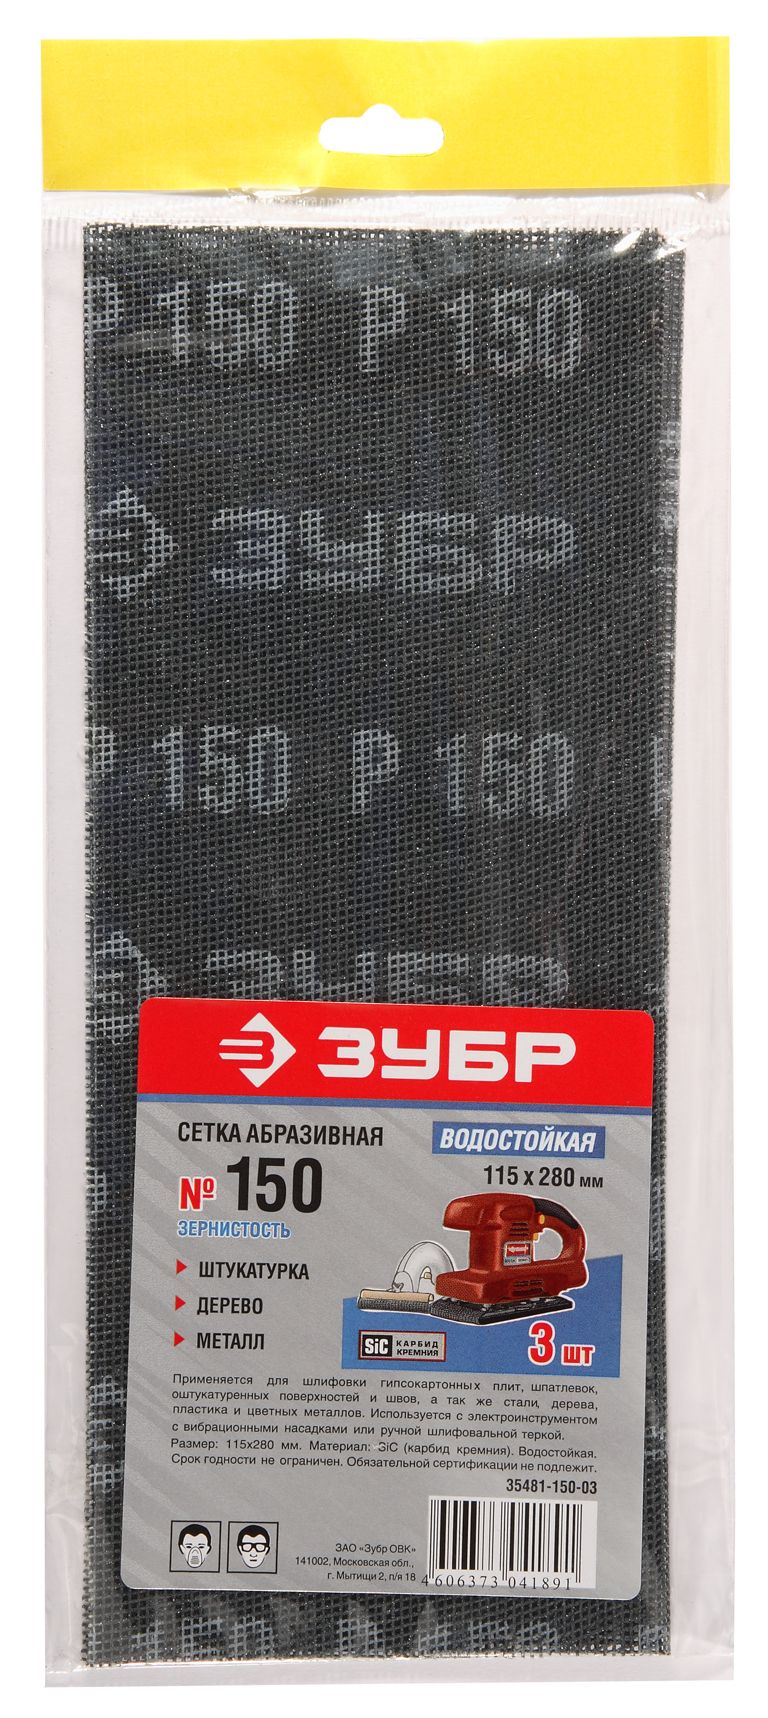 P 150 P 150
ЗУБР
P 150 P 150
ЗУБР
ЗУБР
СЕТКА АБРАЗИВНАЯ
ВОДОСТОЙКАЯ
№ 150
115 x 280 мм
ЗЕРНИСТОСТЬ
ШТУКАТУРКА
ДЕРЕВО
МЕТАЛЛ
SiC КАРБИД
КРЕМНИЯ
3 шт
Применяется для шлифовки гипсокартонных плит, шпатлевок,
оштукатуренных поверхностей и швов, а так же стали, дерева,
пластика и цветных металлов. Используется с электроинструментом
с вибрационными насадками или ручной шлифовальной теркой.
Размер: 115х280 мм. Материал: SiC (карбид кремния). Водостойкая.
Срок годности не ограничен. Обязательной сертификации не подлежит.
35481-150-03
ЗАО «Зубр ОВК»
141002, Московская обл.,
г. Мытищи 2, п/я 18
4 606373 041891